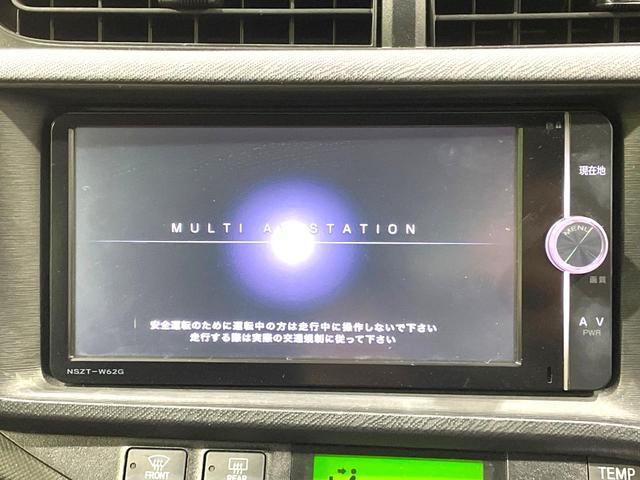 現在地
MENU
MULTI AV STATION
画質
AV
PWR
安全運転のために運転中の方は走行中に操作しないで下さい
走行する際は実際の交通規制に従って下さい
NSZT-W62G
FRONT
REAR
TEMP